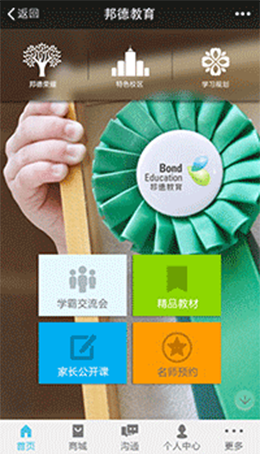 返回
邦德教育
邦德荣耀
特色校区
学习规划
Bond
Education
邦德教育
学霸交流会
精品教材
家长公开课
名师预约
首页
商城
沟通
个人中心
更多